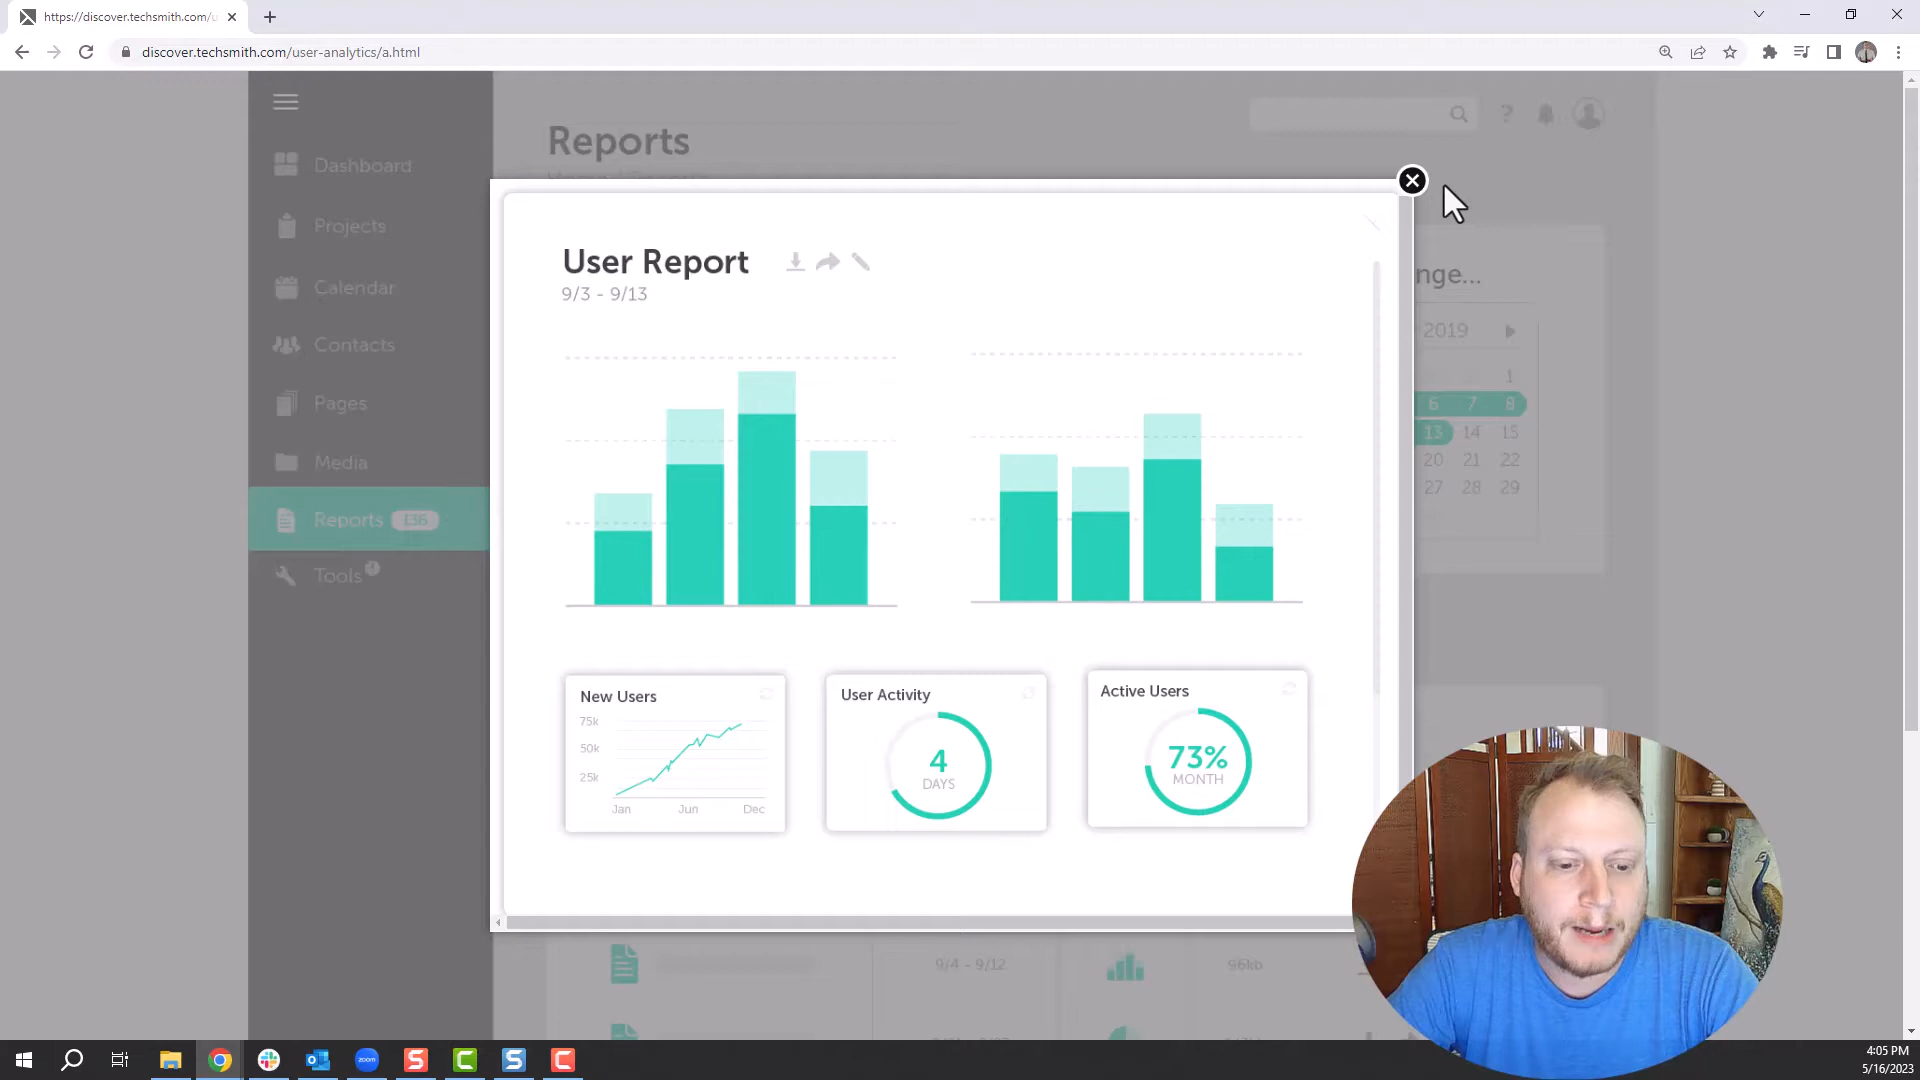 https://discover.techsmith.com/u
discover.techsmith.com/user-analytics/a.html
Reports
Dashboard
Projects
Calendar
Contacts
Pages
Media
Reports 136
Tools
User Report
9/3 - 9/13
nge...
2019
1
6 7 8
13 14 15
20 21 22
27 28 29
New Users
75k
50k
25k
Jan Jun Dec
User Activity
4
DAYS
Active Users
73%
MONTH
9/4 - 9/12 96kb
zoom
4:05 PM
5/16/2023